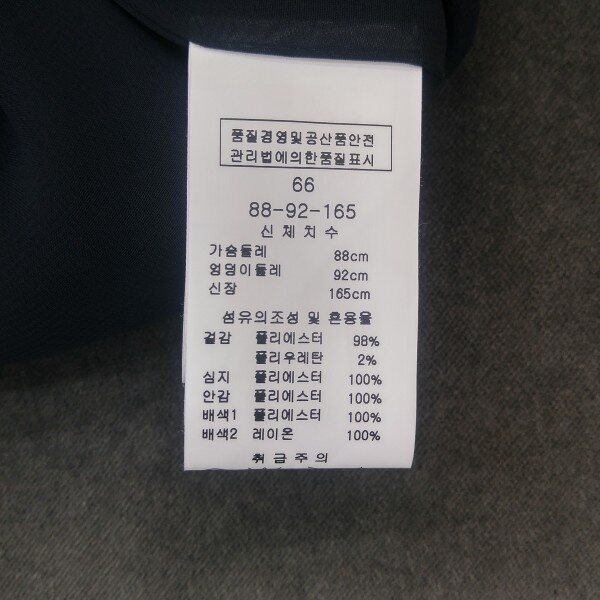 품질경영및공산품안전
관리법에의한품질표시
66
88-92-165
신체치수
가슴둘레 88cm
엉덩이둘레 92cm
신장 165cm
섬유의조성 및 혼용율
겉감 폴리에스터 98%
폴리우레탄 2%
심지 폴리에스터 100%
안감 폴리에스터 100%
배색1 폴리에스터 100%
배색2 레이온 100%
취급주의